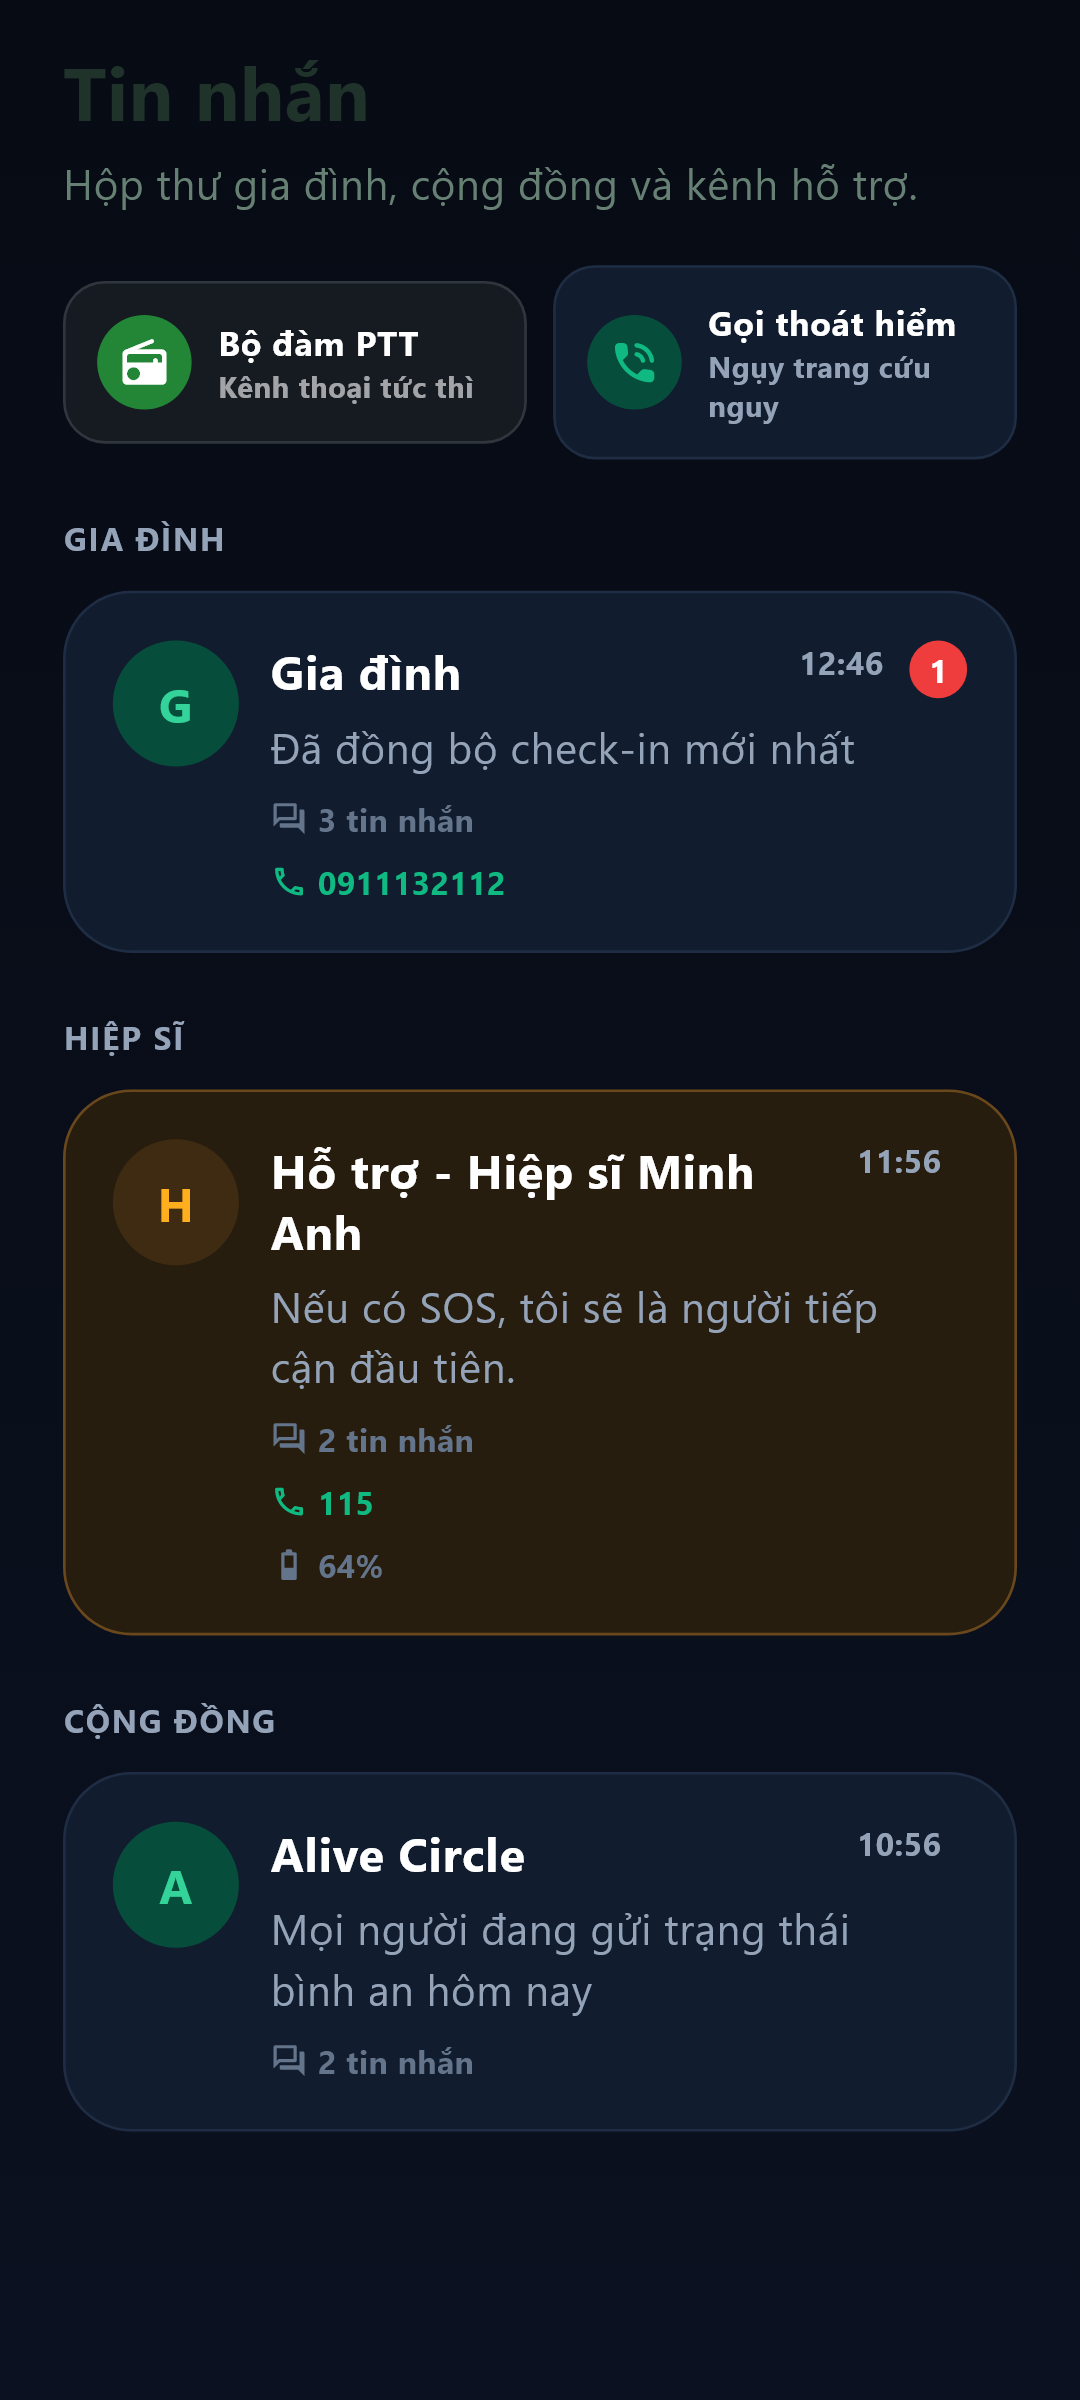 Tin nhắn
Hộp thư gia đình, cộng đồng và kênh hỗ trợ.
Bộ đàm PTT
Kênh thoại tức thì
Gọi thoát hiểm
Ngụy trang cứu
nguy
GIA ĐÌNH
G
Gia đình
12:46
1
Đã đồng bộ check-in mới nhất
3 tin nhắn
0911132112
HIỆP SĨ
H
Hỗ trợ - Hiệp sĩ Minh
Anh
11:56
Nếu có SOS, tôi sẽ là người tiếp
cận đầu tiên.
2 tin nhắn
115
64%
CỘNG ĐỒNG
A
Alive Circle
10:56
Mọi người đang gửi trạng thái
bình an hôm nay
2 tin nhắn